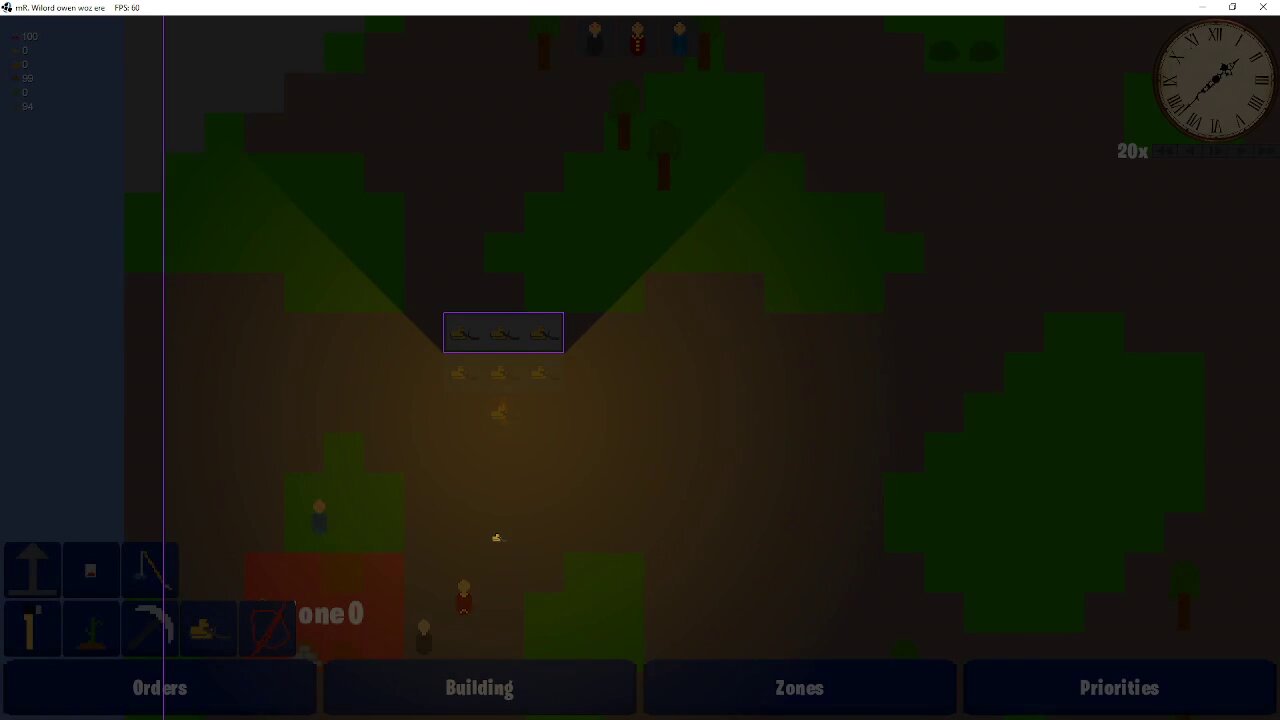 mR. Wilord owen woz ere FPS: 60
100
0
0
99
0
94
XII
20x
one 0
Orders
Building
Zones
Priorities